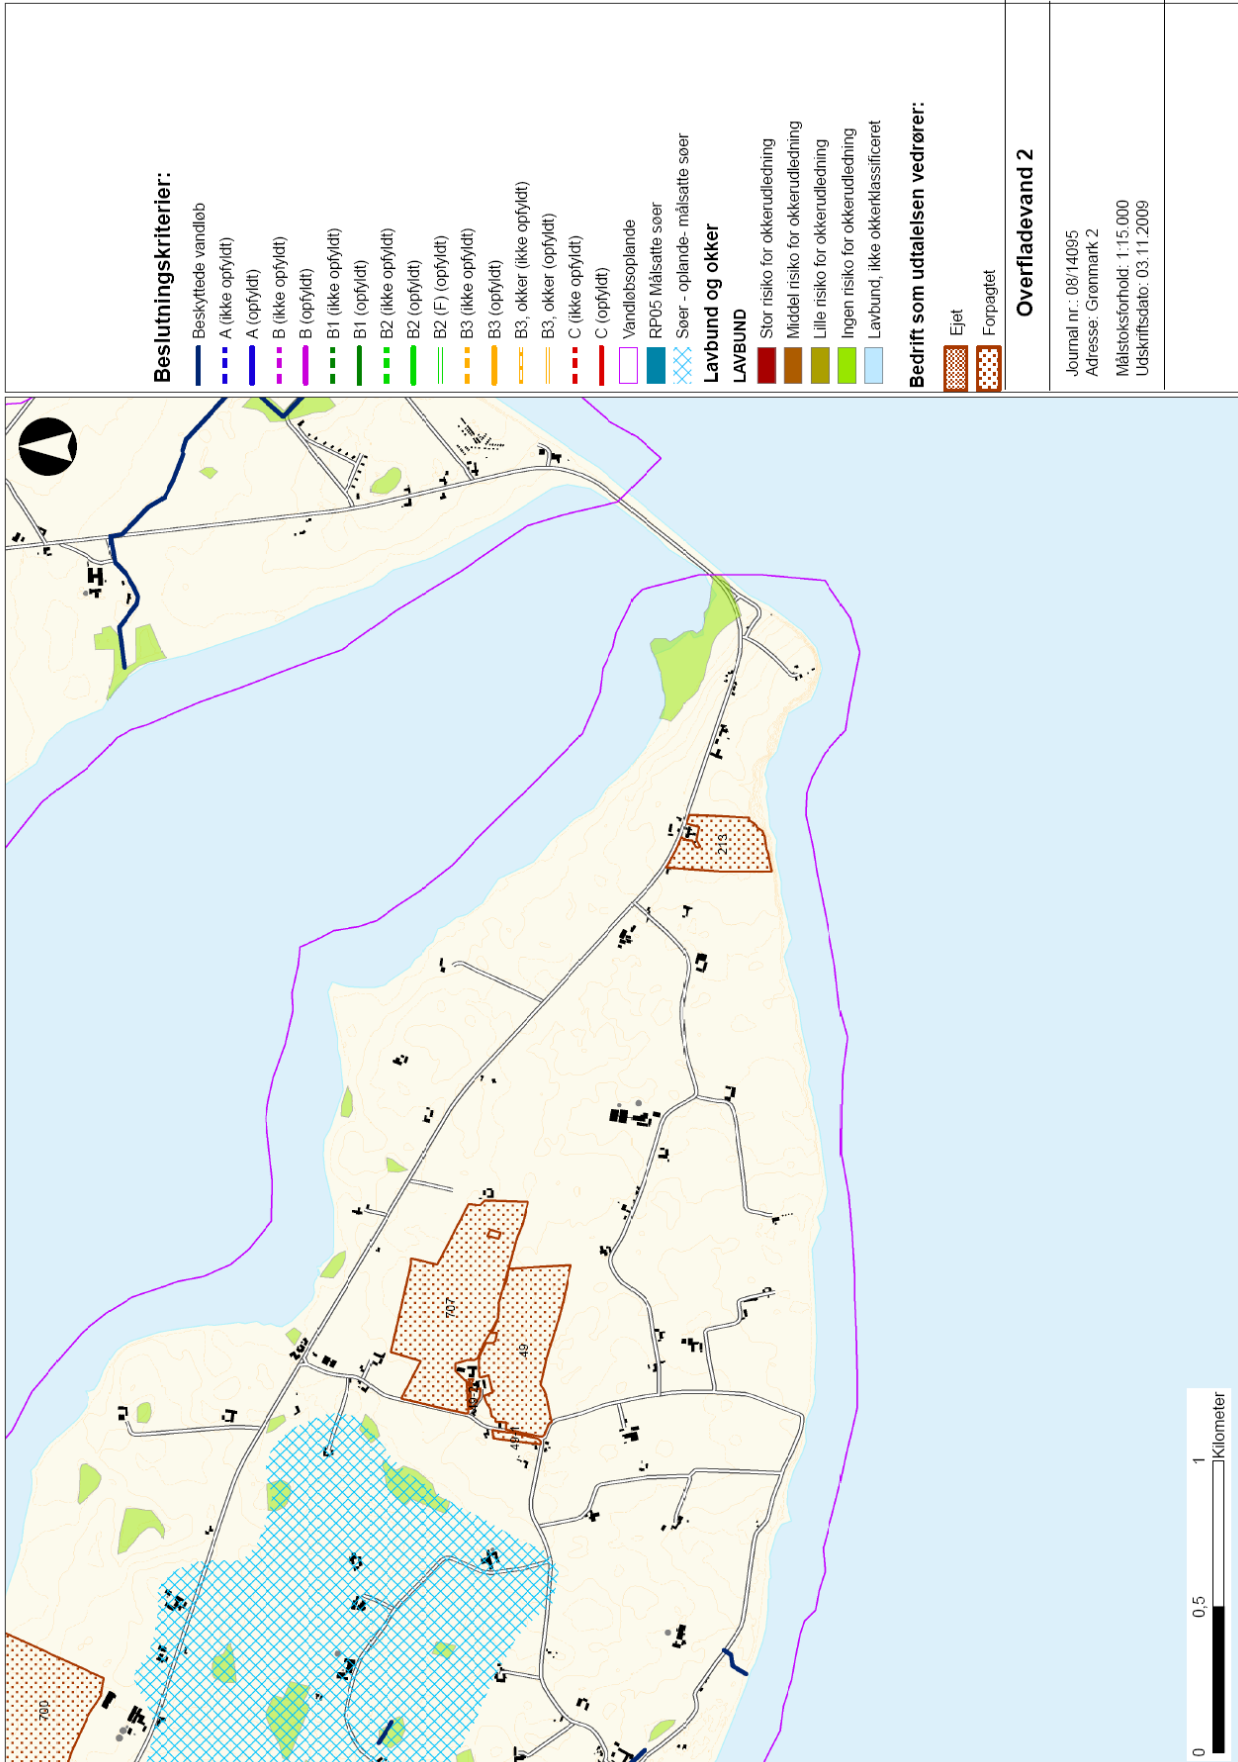 Beslutningskriterier:
Beskyttede vandløb
A (ikke opfyldt)
A (opfyldt)
B (ikke opfyldt)
B (opfyldt)
B1 (ikke opfyldt)
B1 (opfyldt)
B2 (ikke opfyldt)
B2 (opfyldt)
B2 (F) (opfyldt)
B3 (ikke opfyldt)
B3 (opfyldt)
B3, okker (ikke opfyldt)
B3, okker (opfyldt)
C (ikke opfyldt)
C (opfyldt)
Vandløbsoplande
RP05 Målsatte søer
Søer - oplande- målsatte søer
Lavbund og okker
LAVBUND
Stor risiko for okkerudledning
Middel risiko for okkerudledning
Lille risiko for okkerudledning
Ingen risiko for okkerudledning
Lavbund, ikke okkerklassificeret
Bedrift som udtalelsen vedrører:
Ejet
Forpagtet
Overfladevand 2
Journal nr.: 08/14095
Adresse: Grønmark 2
Målstoksforhold: 1:15.000
Udskriftsdato: 03.11.2009
700
707
49
49-1
213
0
0,5
1
Kilometer